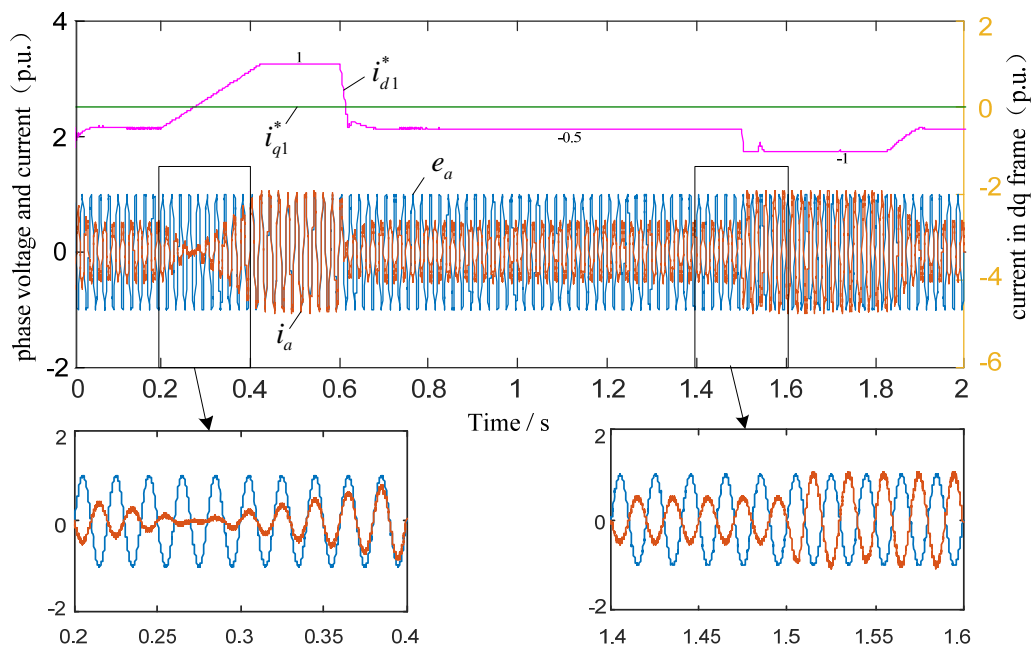 phase voltage and current（p.u.）
4
2
0
-2
1
i*d1
i*q1
-0.5
-1
ea
ia
2
0
-2
-4
-6
current in dq frame（p.u.）
0 0.2 0.4 0.6 0.8 1 1.2 1.4 1.6 1.8 2
Time / s
2
0
-2
0.2 0.25 0.3 0.35 0.4
2
0
-2
1.4 1.45 1.5 1.55 1.6